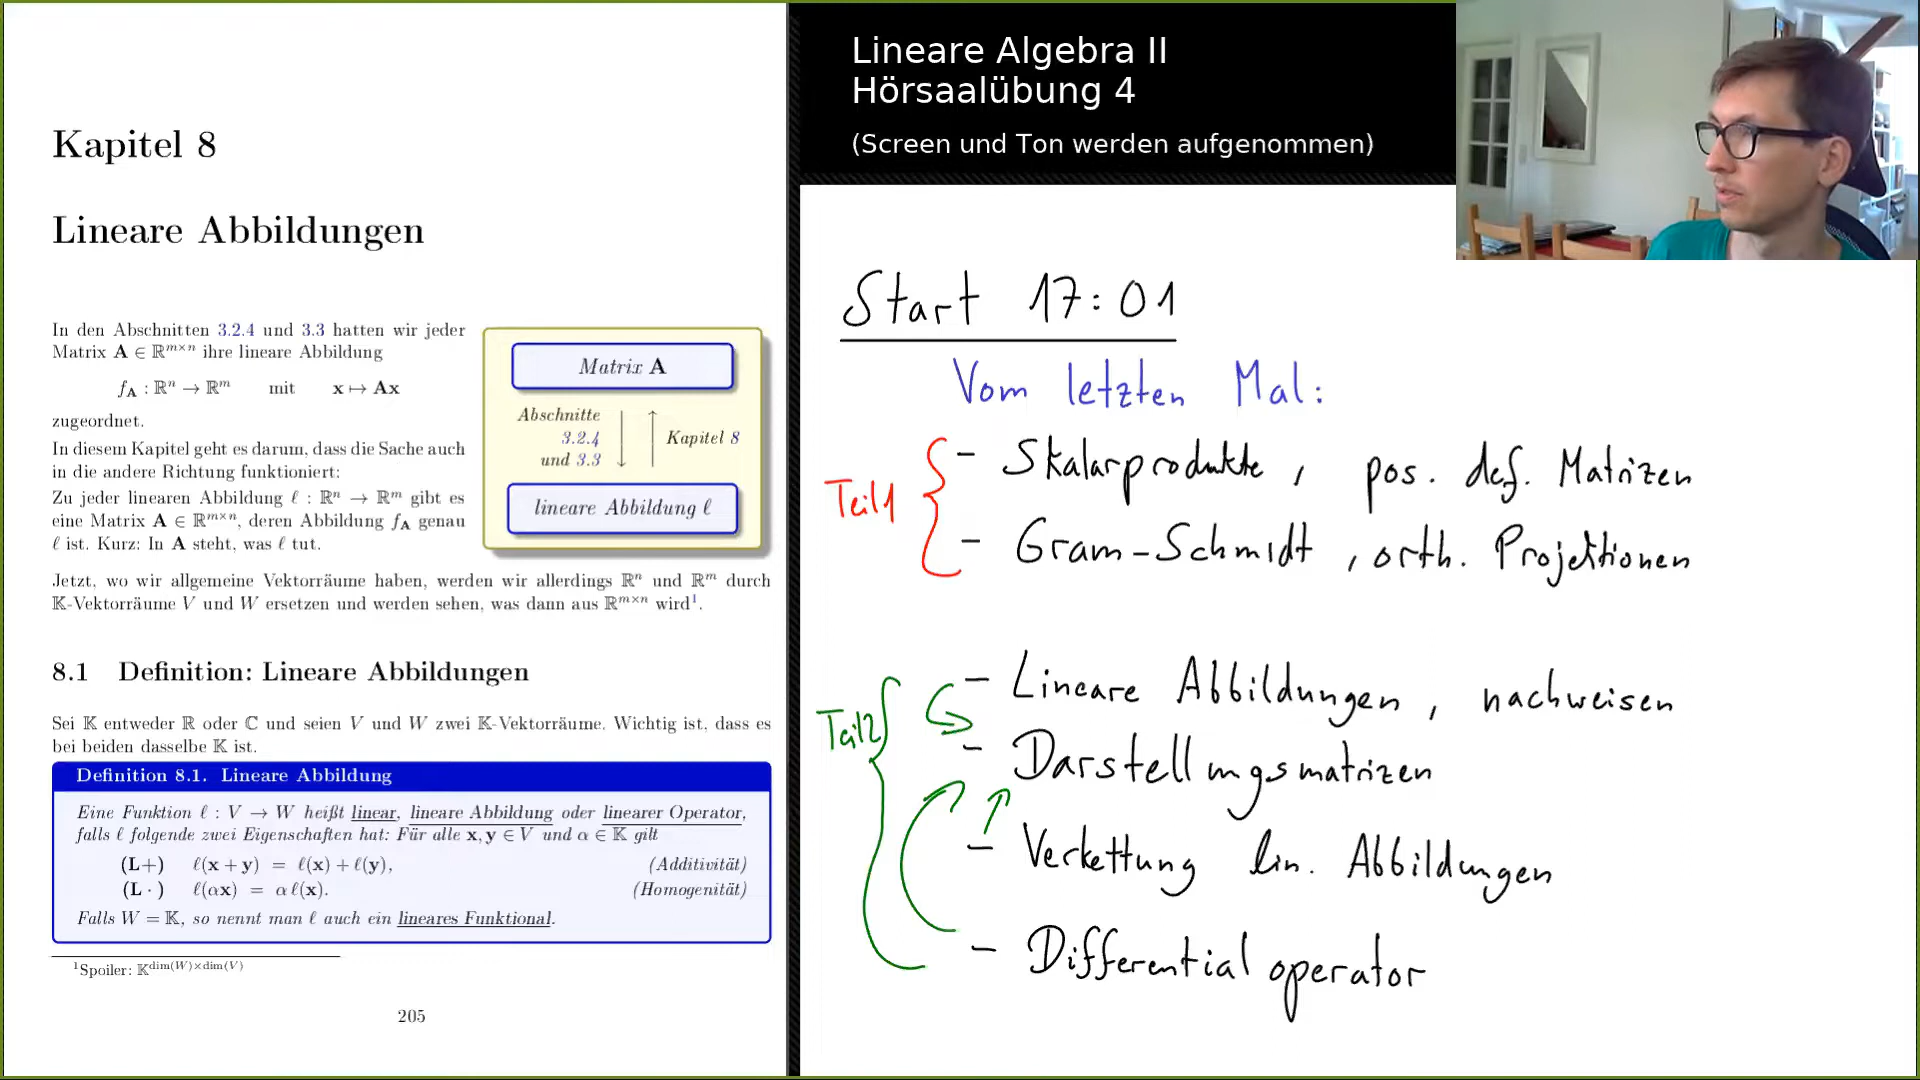 Kapitel 8
Lineare Abbildungen
In den Abschnitten 3.2.4 und 3.3 hatten wir jeder
Matrix A ∈ ℝ^{m×n} ihre lineare Abbildung
f_A : ℝⁿ → ℝᵐ mit x ↦ Ax
zugeordnet.
In diesem Kapitel geht es darum, dass die Sache auch
in die andere Richtung funktioniert:
Zu jeder linearen Abbildung ℓ : ℝⁿ → ℝᵐ gibt es
eine Matrix A ∈ ℝ^{m×n}, deren Abbildung f_A genau
ℓ ist. Kurz: In A steht, was ℓ tut.
Matrix A
Abschnitte
3.2.4
und 3.3
Kapitel 8
lineare Abbildung ℓ
Jetzt, wo wir allgemeine Vektorräume haben, werden wir allerdings ℝⁿ und ℝᵐ durch
𝕂-Vektorräume V und W ersetzen und werden sehen, was dann aus ℝ^{m×n} wird¹.
8.1 Definition: Lineare Abbildungen
Sei 𝕂 entweder ℝ oder ℂ und seien V und W zwei 𝕂-Vektorräume. Wichtig ist, dass es
bei beiden dasselbe 𝕂 ist.
Definition 8.1. Lineare Abbildung
Eine Funktion ℓ : V → W heißt linear, lineare Abbildung oder linearer Operator,
falls ℓ folgende zwei Eigenschaften hat: Für alle x, y ∈ V und α ∈ 𝕂 gilt
(L+) ℓ(x + y) = ℓ(x) + ℓ(y), (Additivität)
(L·) ℓ(αx) = α ℓ(x). (Homogenität)
Falls W = 𝕂, so nennt man ℓ auch ein lineares Funktional.
¹Spoiler: 𝕂^{dim(W)×dim(V)}
205
Lineare Algebra II
Hörsaalübung 4
(Screen und Ton werden aufgenommen)
Start 17:01
Vom letzten Mal:
Teil 1
- Skalarprodukte, pos. def. Matrizen
- Gram-Schmidt, orth. Projektionen
Teil 2
- Lineare Abbildungen, nachweisen
- Darstellungsmatrizen
- Verkettung lin. Abbildungen
- Differentialoperator